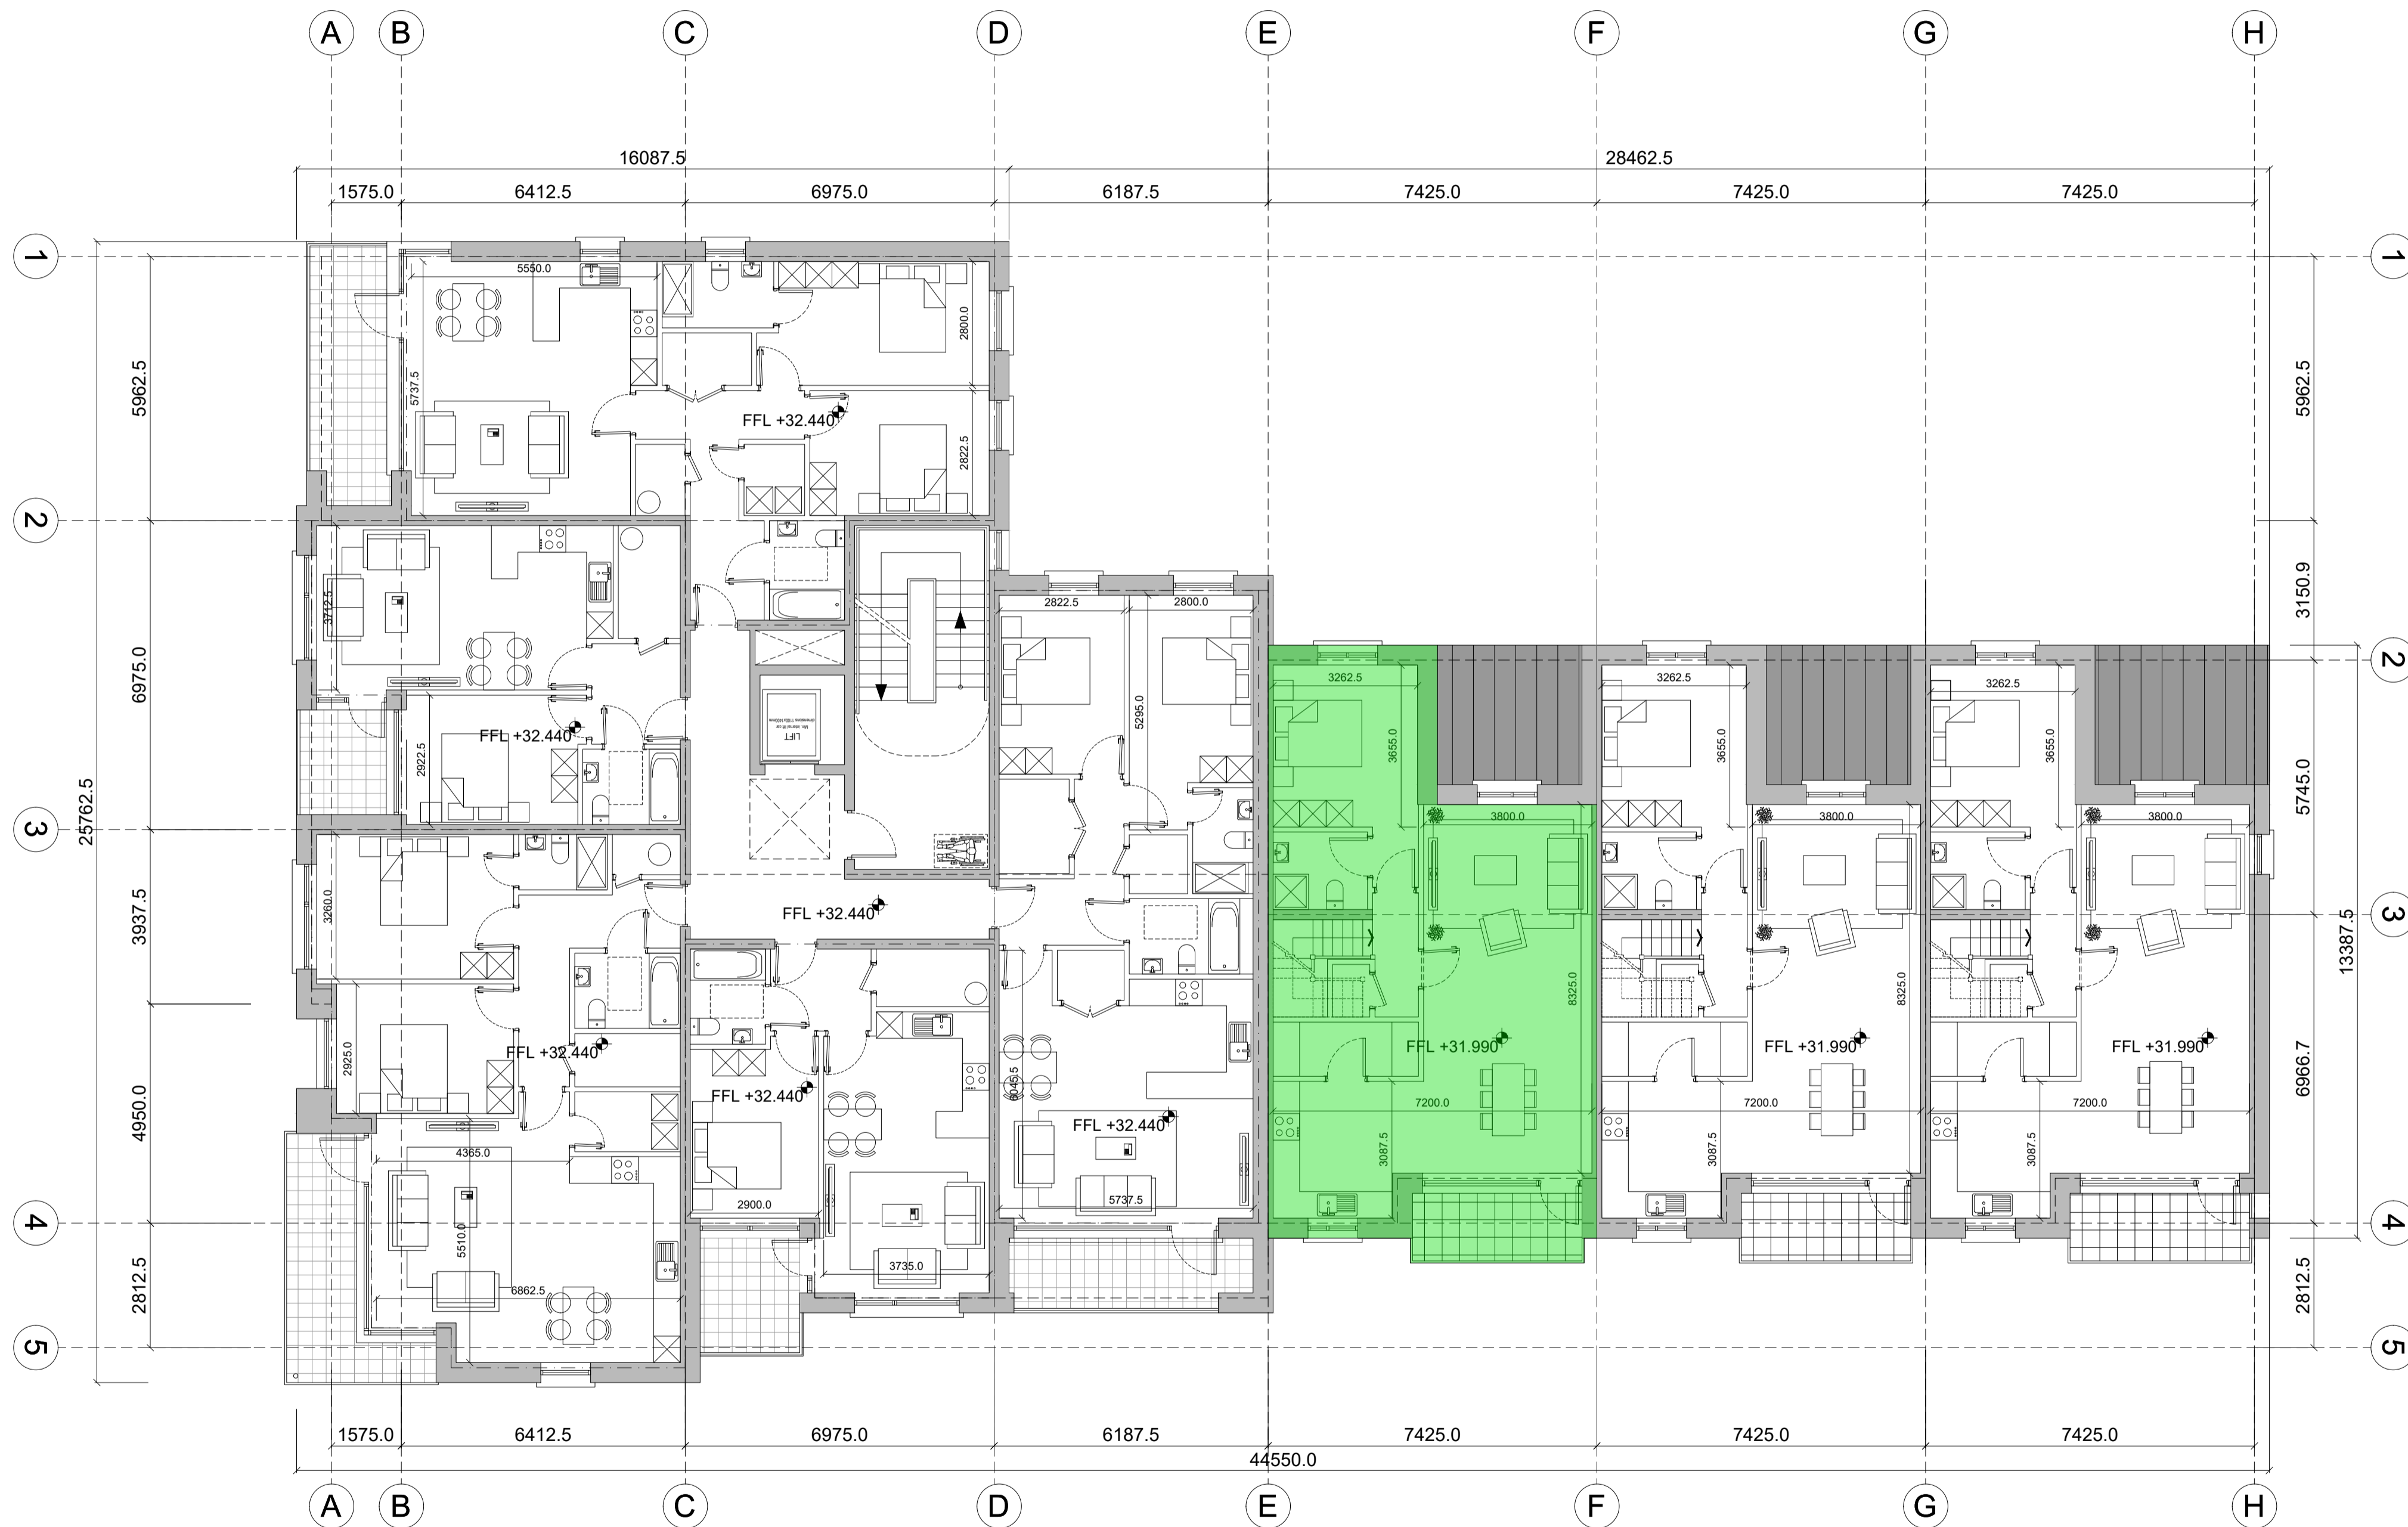 A B C D E F G H
16087.5 28462.5
1575.0 6412.5 6975.0 6187.5 7425.0 7425.0 7425.0
1 1
5550.0
5962.5 5737.5 2800.0 5962.5
FFL +32.440
2822.5
2
3712.5 2822.5 2800.0 3150.9
2
3262.5 3262.5 3262.5
6975.0 5295.0 3655.0 3655.0 3655.0 5745.0
LIFT
Min. internal lift car
dimensions 1100x1400mm
FFL +32.440
2922.5
25762.5
3
3800.0 3800.0 3800.0
3260.0 FFL +32.440
3937.5 3
13387.5
8325.0 8325.0 8325.0
2925.0 FFL +32.440 FFL +31.990 FFL +31.990 FFL +31.990
6045.5 6966.7
FFL +32.440 FFL +32.440
7200.0 7200.0 7200.0
4950.0 4365.0 3087.5 3087.5 3087.5
2900.0 5737.5
4 4
5510.0
3735.0
6862.5
2812.5 2812.5
5 5
1575.0 6412.5 6975.0 6187.5 7425.0 7425.0 7425.0
44550.0
A B C D E F G H